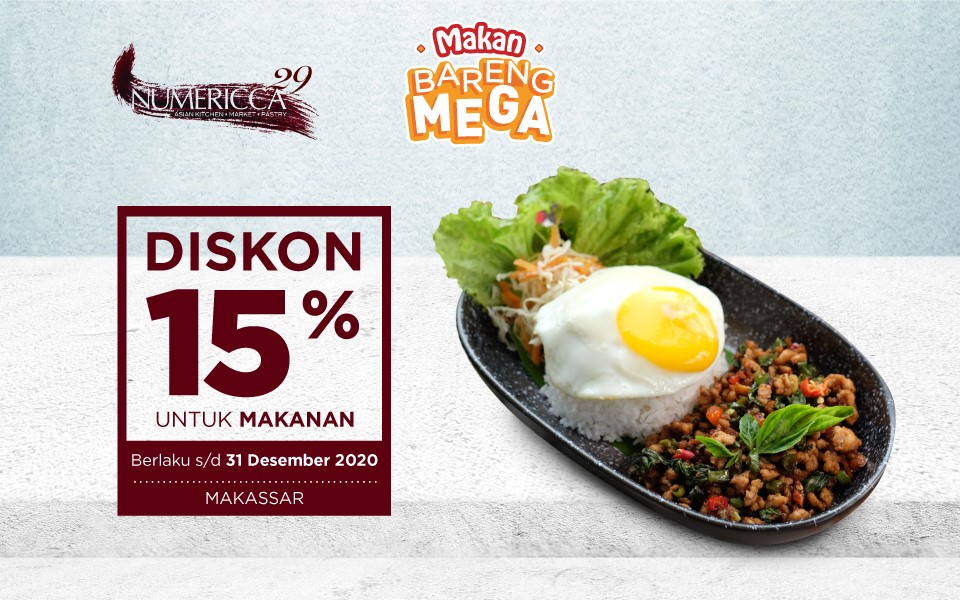 NUMERICCA 29
ASIAN KITCHEN • MARKET • PASTRY
Makan
BARENG
MEGA
DISKON
15%
UNTUK MAKANAN
Berlaku s/d 31 Desember 2020
MAKASSAR